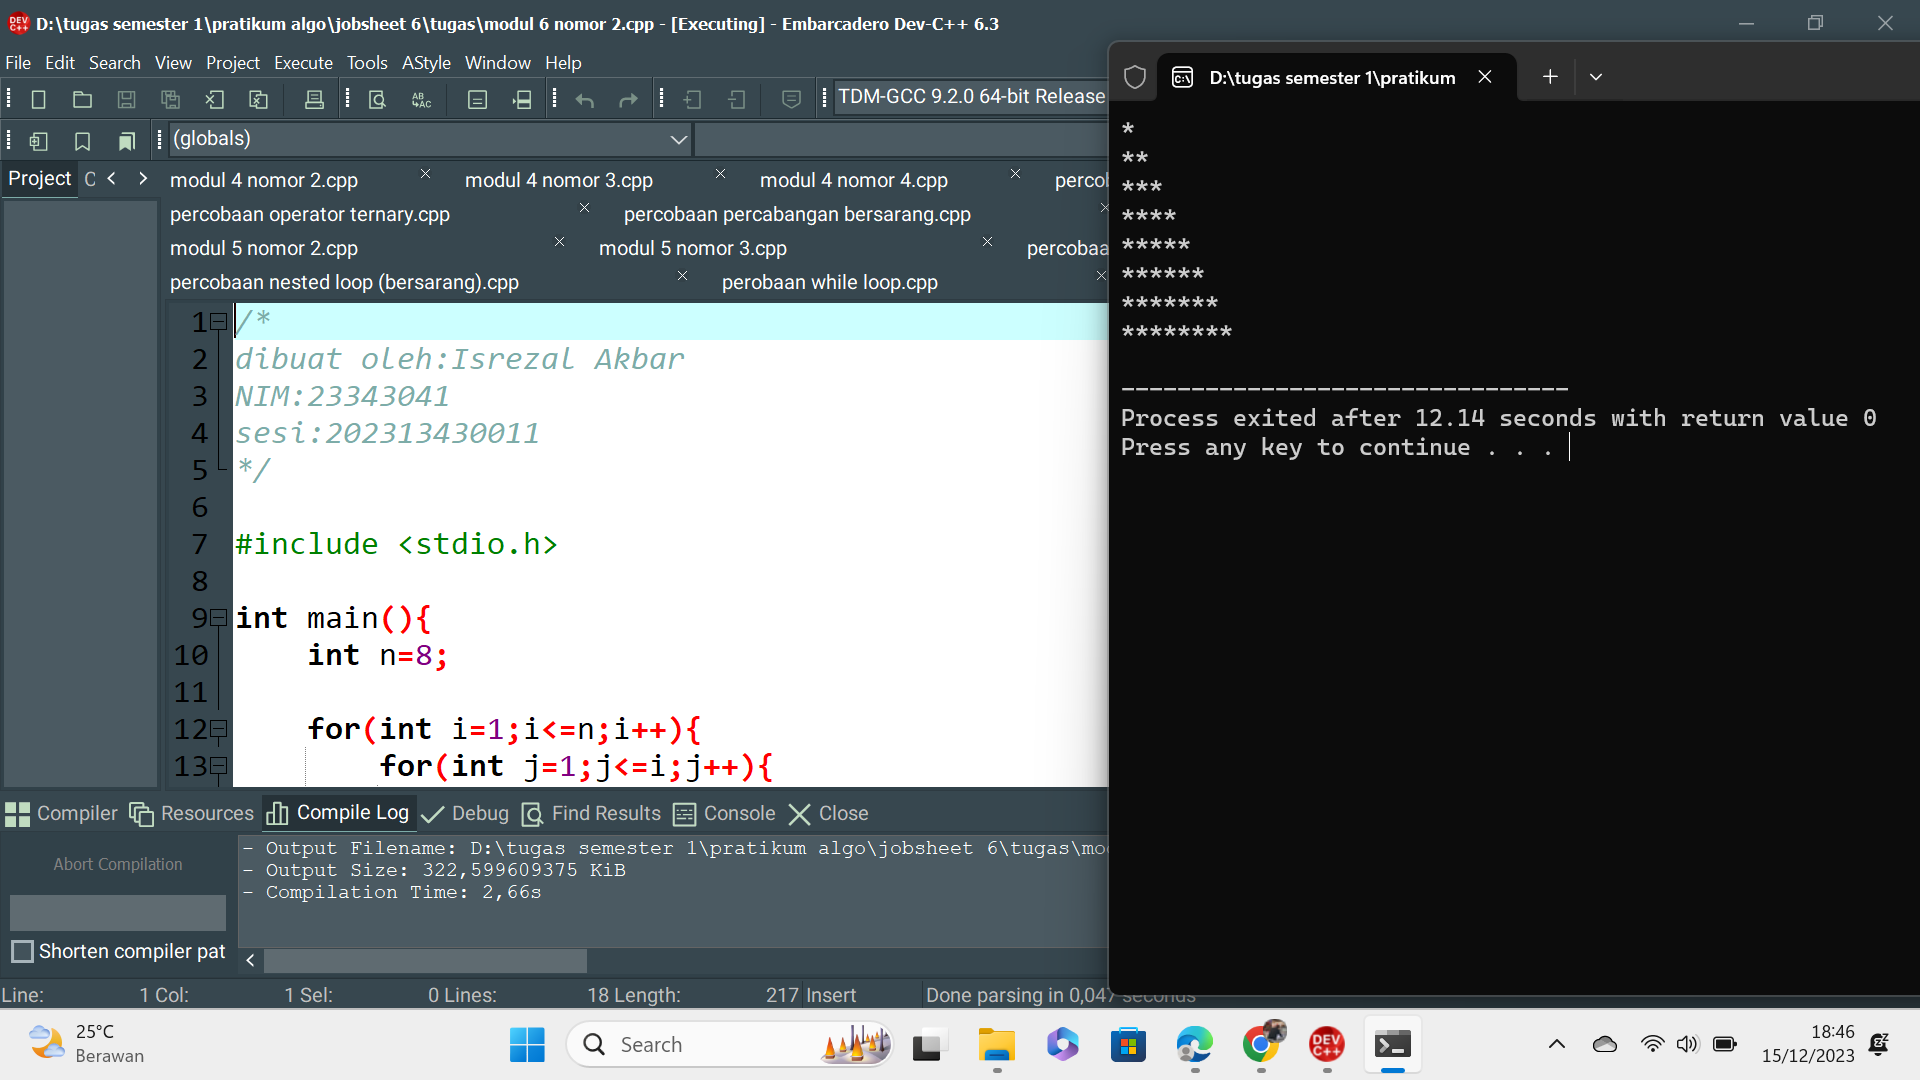 D:\tugas semester 1\pratikum algo\jobsheet 6\tugas\modul 6 nomor 2.cpp - [Executing] - Embarcadero Dev-C++ 6.3
File Edit Search View Project Execute Tools AStyle Window Help
TDM-GCC 9.2.0 64-bit Release
(globals)
Project
modul 4 nomor 2.cpp modul 4 nomor 3.cpp modul 4 nomor 4.cpp
percobaan operator ternary.cpp percobaan percabangan bersarang.cpp
modul 5 nomor 2.cpp modul 5 nomor 3.cpp
percobaan nested loop (bersarang).cpp perobaan while loop.cpp
1 /*
2 dibuat oleh:Isrezal Akbar
3 NIM:23343041
4 sesi:202313430011
5 */
6
7 #include <stdio.h>
8
9 int main(){
10 int n=8;
11
12 for(int i=1;i<=n;i++){
13 for(int j=1;j<=i;j++){
Compiler Resources Compile Log Debug Find Results Console Close
Abort Compilation
Shorten compiler pat
- Output Filename: D:\tugas semester 1\pratikum algo\jobsheet 6\tugas\mo
- Output Size: 322,599609375 KiB
- Compilation Time: 2,66s
Line: 1 Col: 1 Sel: 0 Lines: 18 Length: 217 Insert Done parsing in 0,047 seconds
D:\tugas semester 1\pratikum
*
**
***
****
*****
******
*******
********
--------------------------------
Process exited after 12.14 seconds with return value 0
Press any key to continue . . .
25°C
Berawan
Search
DEV C++
18:46
15/12/2023